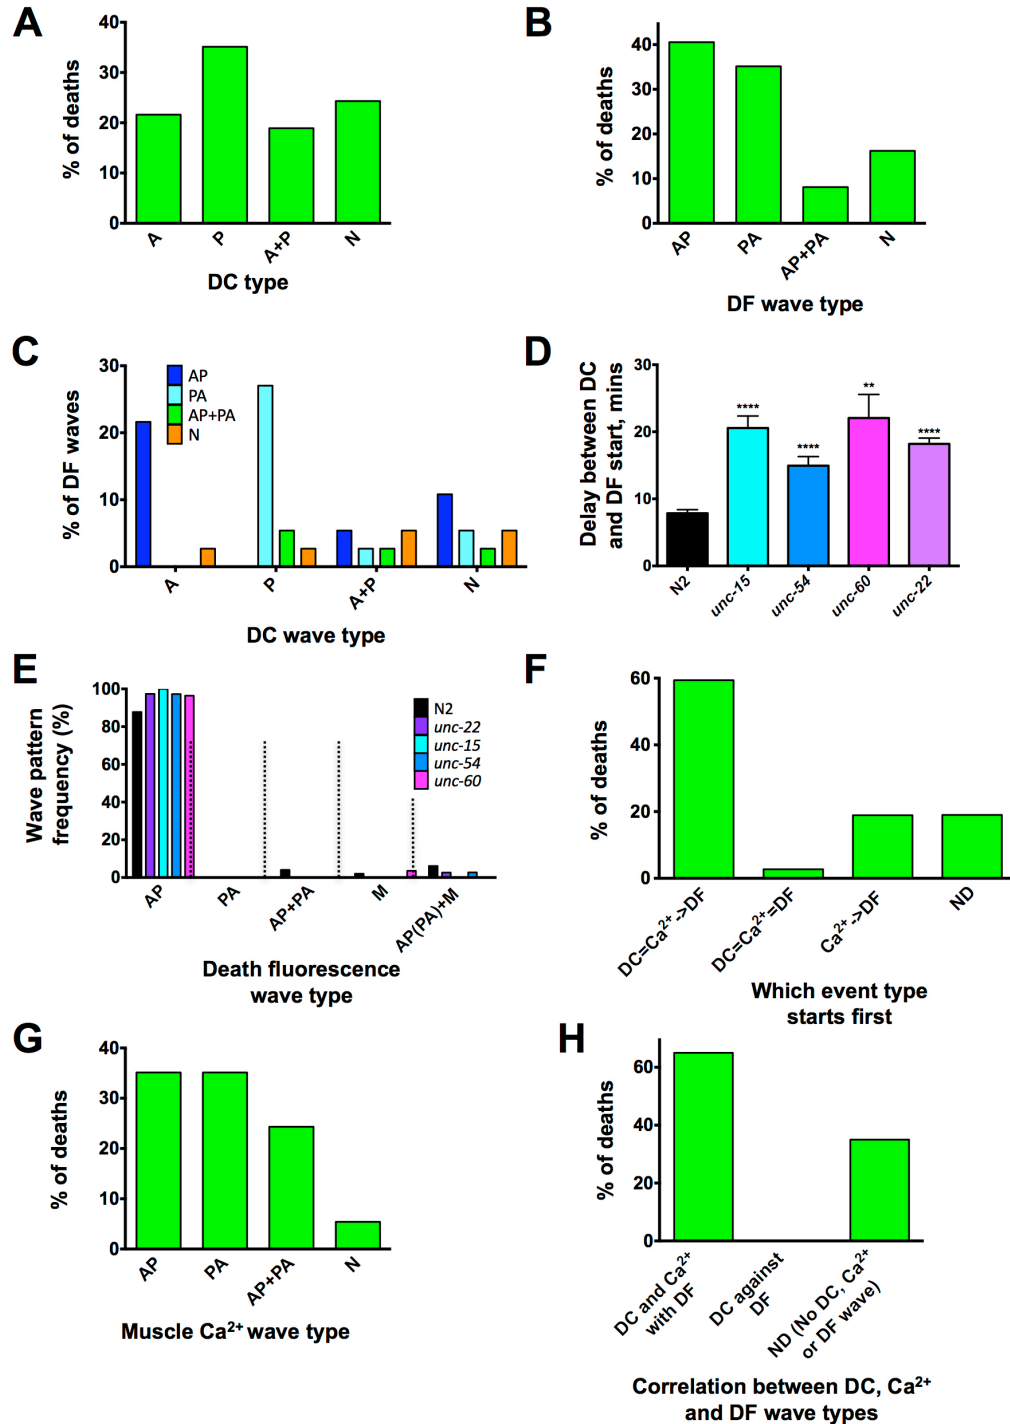 A
% of deaths
40
30
20
10
0
A
P
A+P
N
DC type
B
% of deaths
40
30
20
10
0
AP
PA
AP+PA
N
DF wave type
C
% of DF waves
30
20
10
0
AP
PA
AP+PA
N
A
P
A+P
N
DC wave type
D
Delay between DC
and DF start, mins
30
20
10
0
****
****
**
****
N2
unc-15
unc-54
unc-60
unc-22
E
Wave pattern
frequency (%)
100
80
60
40
20
0
N2
unc-22
unc-15
unc-54
unc-60
AP
PA
AP+PA
M
AP(PA)+M
Death fluorescence
wave type
F
% of deaths
60
40
20
0
DC=Ca²⁺->DF
DC=Ca²⁺=DF
Ca²⁺->DF
ND
Which event type
starts first
G
% of deaths
40
30
20
10
0
AP
PA
AP+PA
N
Muscle Ca²⁺ wave type
H
% of deaths
60
40
20
0
DC and Ca²⁺
with DF
DC against
DF
ND (No DC, Ca²⁺
or DF wave)
Correlation between DC, Ca²⁺
and DF wave types